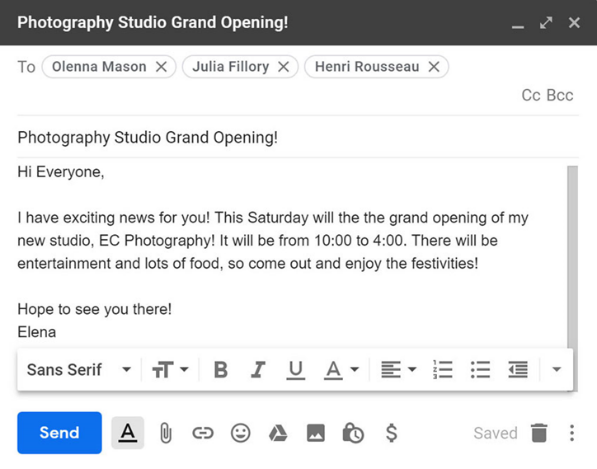 Photography Studio Grand Opening!
To Olenna Mason Julia Fillory Henri Rousseau
Cc Bcc
Photography Studio Grand Opening!
Hi Everyone,
I have exciting news for you! This Saturday will the the grand opening of my
new studio, EC Photography! It will be from 10:00 to 4:00. There will be
entertainment and lots of food, so come out and enjoy the festivities!
Hope to see you there!
Elena
Sans Serif
Send Saved